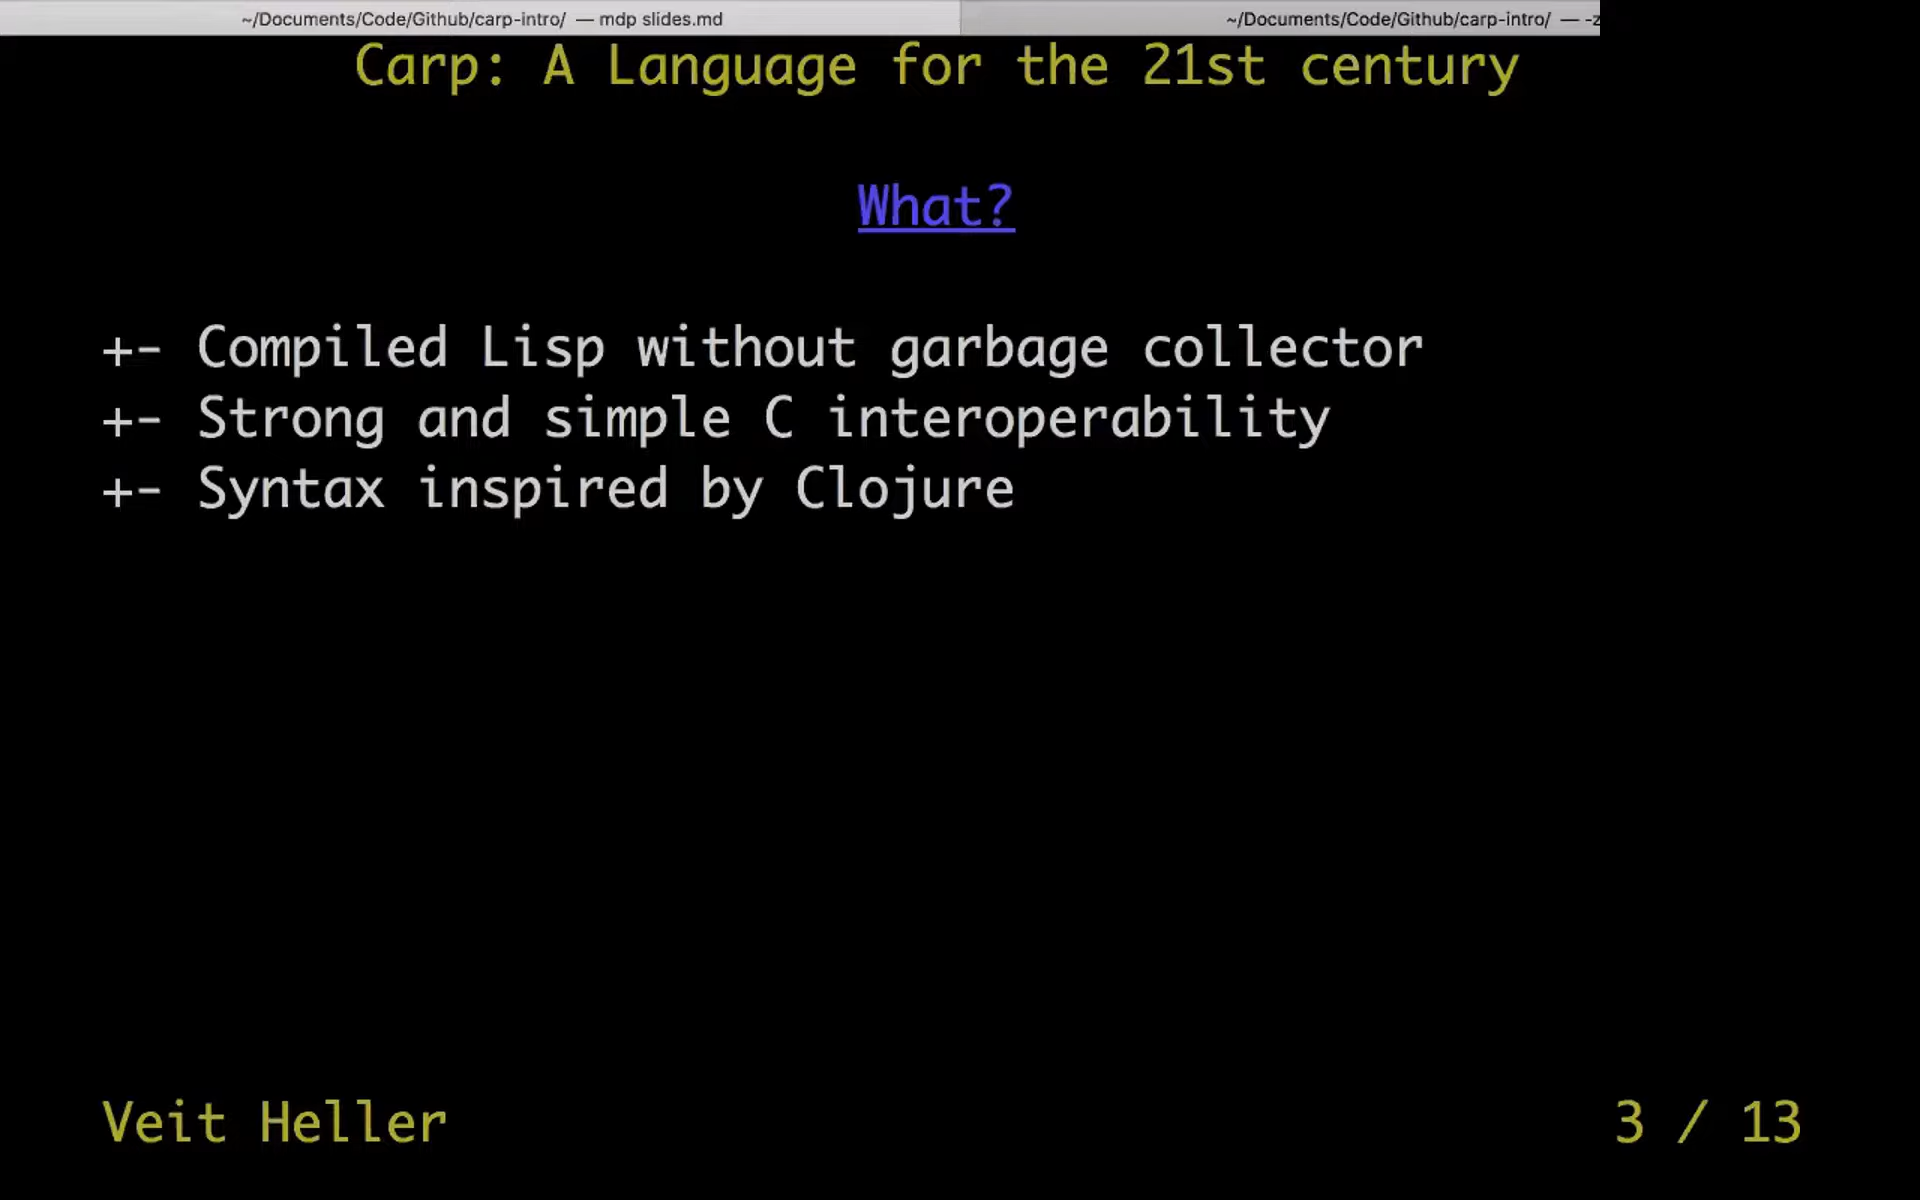 ~/Documents/Code/Github/carp-intro/ — mdp slides.md
~/Documents/Code/Github/carp-intro/ — -z
Carp: A Language for the 21st century
What?
+- Compiled Lisp without garbage collector
+- Strong and simple C interoperability
+- Syntax inspired by Clojure
Veit Heller
3 / 13